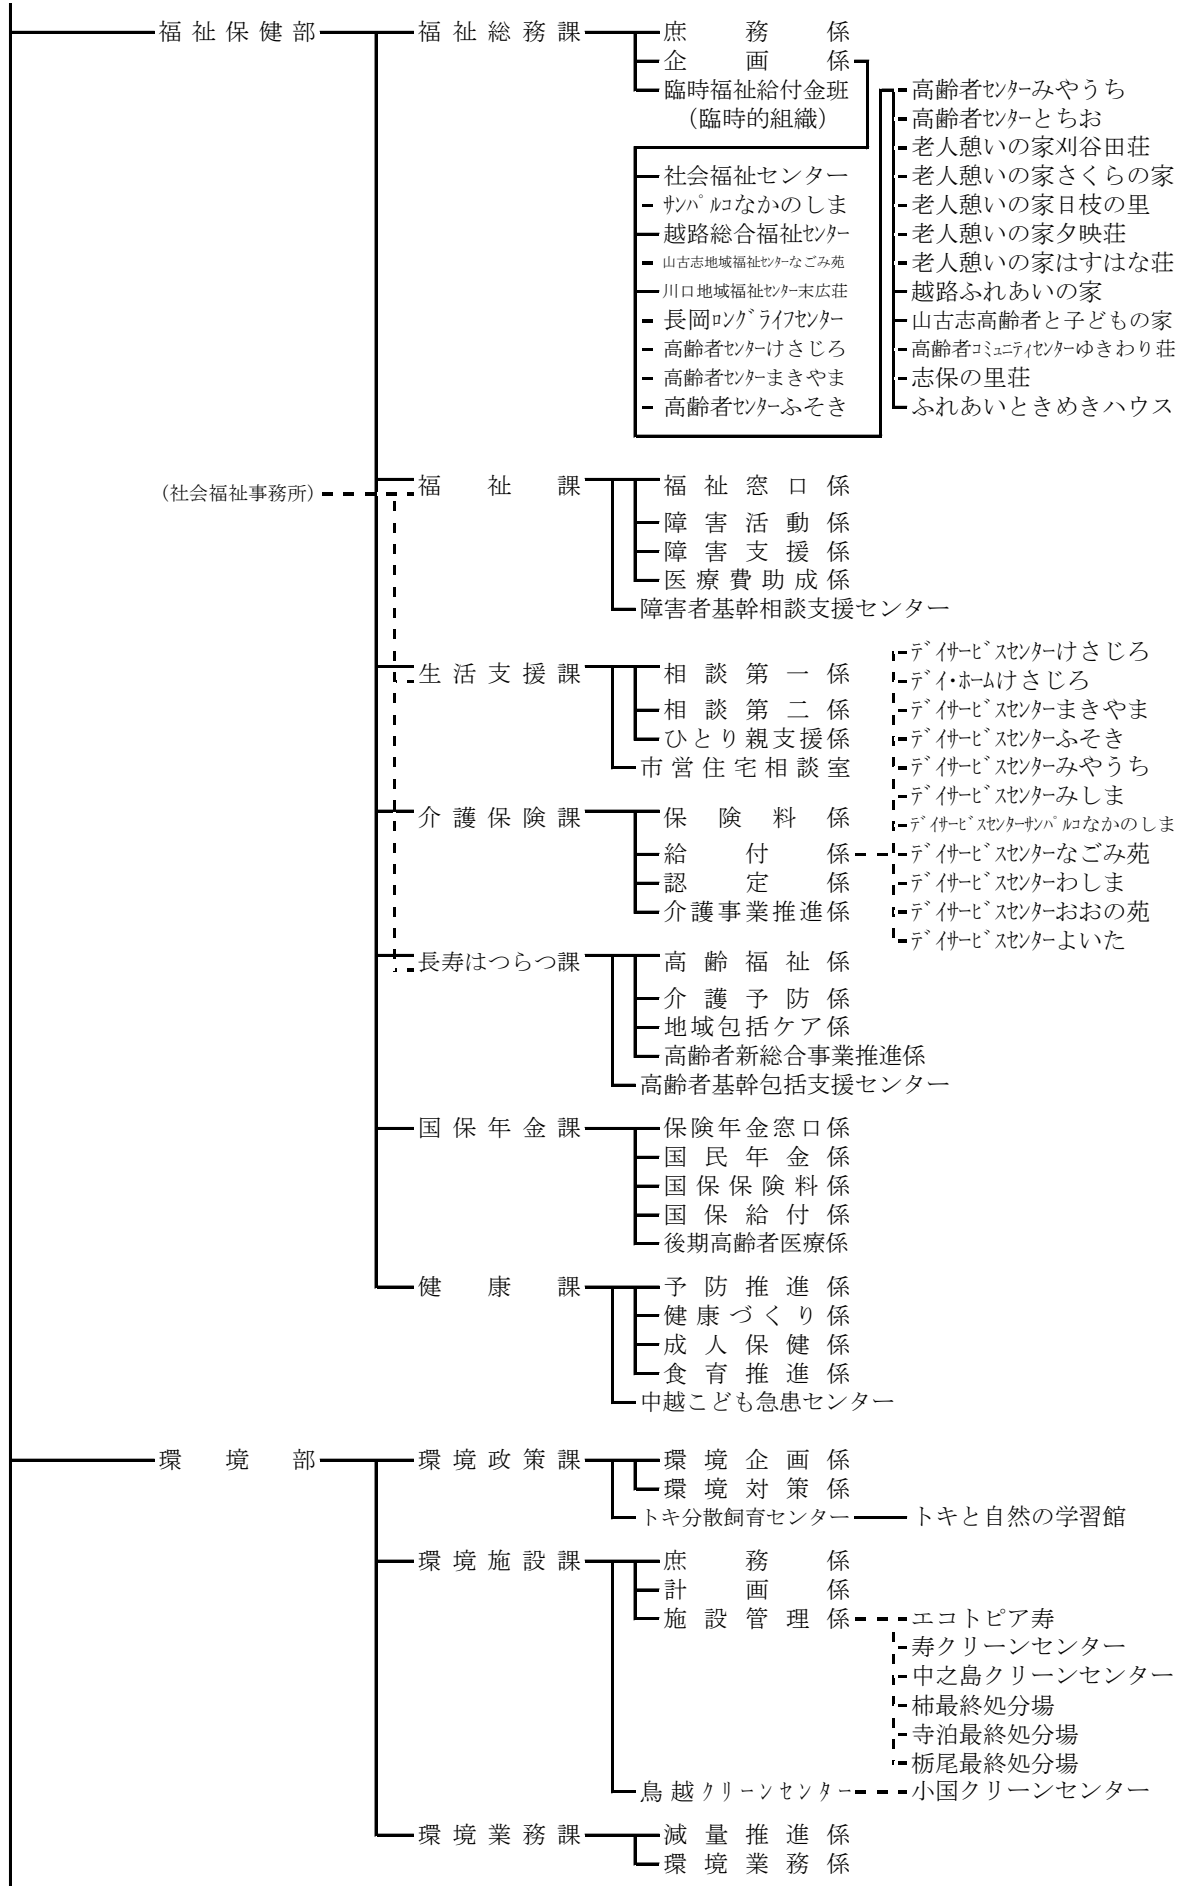 福祉保健部
福祉総務課
庶務係
企画係
臨時福祉給付金班
(臨時的組織)
社会福祉センター
サンパルコなかのしま
越路総合福祉センター
山古志地域福祉センターなごみ苑
川口地域福祉センター末広荘
長岡ロングライフセンター
高齢者センターけさじろ
高齢者センターまきやま
高齢者センターふそき
高齢者センターみやうち
高齢者センターとちお
老人憩いの家刈谷田荘
老人憩いの家さくらの家
老人憩いの家日枝の里
老人憩いの家夕映荘
老人憩いの家はすはな荘
越路ふれあいの家
山古志高齢者と子どもの家
高齢者コミュニティセンターゆきわり荘
志保の里荘
ふれあいときめきハウス
(社会福祉事務所)
福祉課
福祉窓口係
障害活動係
障害支援係
医療費助成係
障害者基幹相談支援センター
生活支援課
相談第一係
相談第二係
ひとり親支援係
市営住宅相談室
介護保険課
保険料係
給付係
認定係
介護事業推進係
デイサービスセンターけさじろ
デイ・ホームけさじろ
デイサービスセンターまきやま
デイサービスセンターふそき
デイサービスセンターみやうち
デイサービスセンターみしま
デイサービスセンターサンパルコなかのしま
デイサービスセンターなごみ苑
デイサービスセンターわしま
デイサービスセンターおおの苑
デイサービスセンターよいた
長寿はつらつ課
高齢福祉係
介護予防係
地域包括ケア係
高齢者新総合事業推進係
高齢者基幹包括支援センター
国保年金課
保険年金窓口係
国民年金係
国保保険料係
国保給付係
後期高齢者医療係
健康課
予防推進係
健康づくり係
成人保健係
食育推進係
中越こども急患センター
環境部
環境政策課
環境企画係
環境対策係
トキ分散飼育センター
トキと自然の学習館
環境施設課
庶務係
計画係
施設管理係
エコトピア寿
寿クリーンセンター
中之島クリーンセンター
柿最終処分場
寺泊最終処分場
栃尾最終処分場
鳥越クリーンセンター
小国クリーンセンター
環境業務課
減量推進係
環境業務係